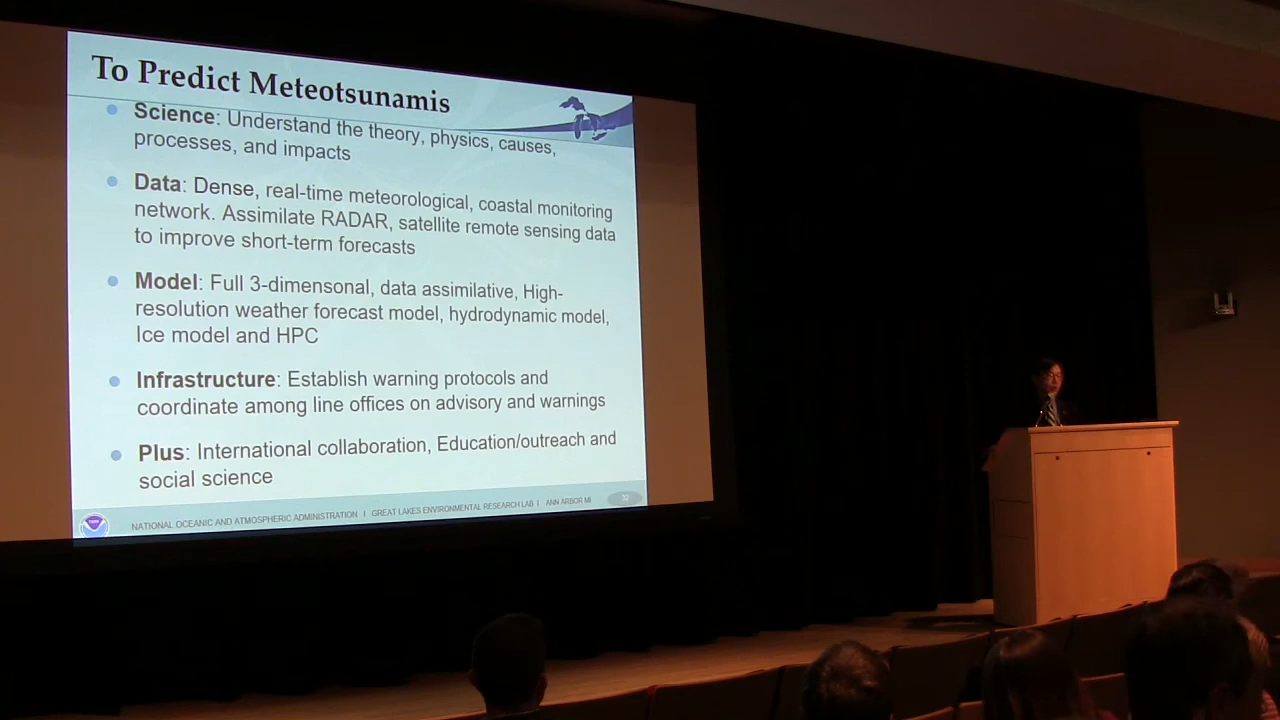 To Predict Meteotsunamis
Science: Understand the theory, physics, causes,
processes, and impacts
Data: Dense, real-time meteorological, coastal monitoring
network. Assimilate RADAR, satellite remote sensing data
to improve short-term forecasts
Model: Full 3-dimensonal, data assimilative, High-
resolution weather forecast model, hydrodynamic model,
Ice model and HPC
Infrastructure: Establish warning protocols and
coordinate among line offices on advisory and warnings
Plus: International collaboration, Education/outreach and
social science
NATIONAL OCEANIC AND ATMOSPHERIC ADMINISTRATION | GREAT LAKES ENVIRONMENTAL RESEARCH LAB | ANN ARBOR MI
32